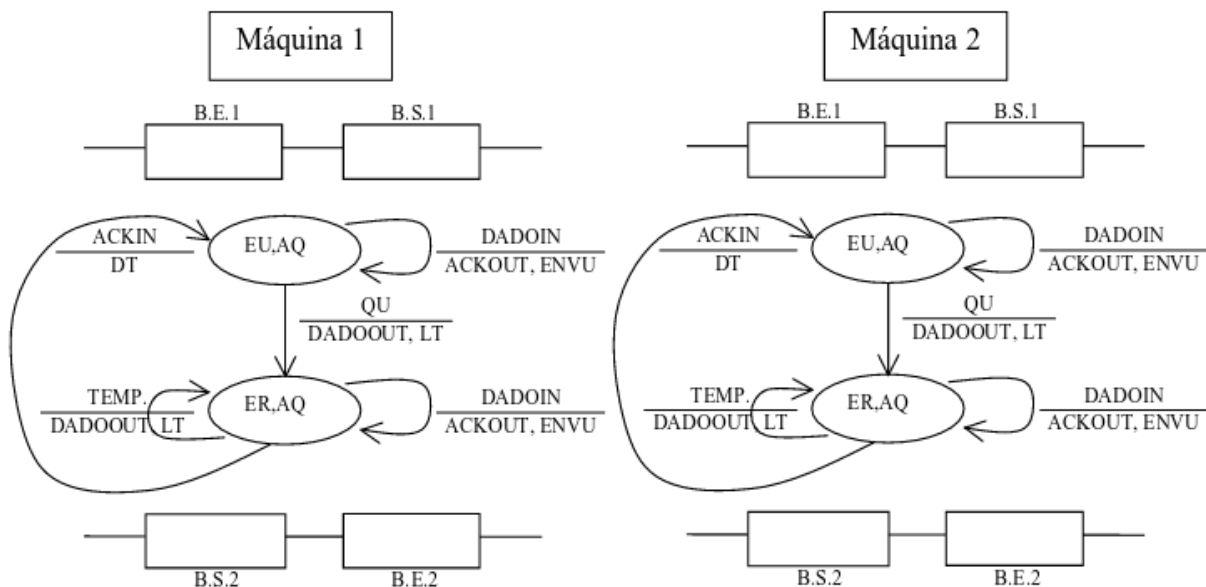 Máquina 1
B.E.1
B.S.1
ACKIN
DT
EU,AQ
DADOIN
ACKOUT, ENVU
QU
DADOOUT, LT
TEMP.
DADOOUT, LT
ER,AQ
DADOIN
ACKOUT, ENVU
B.S.2
B.E.2
Máquina 2
B.E.1
B.S.1
ACKIN
DT
EU,AQ
DADOIN
ACKOUT, ENVU
QU
DADOOUT, LT
TEMP.
DADOOUT, LT
ER,AQ
DADOIN
ACKOUT, ENVU
B.S.2
B.E.2